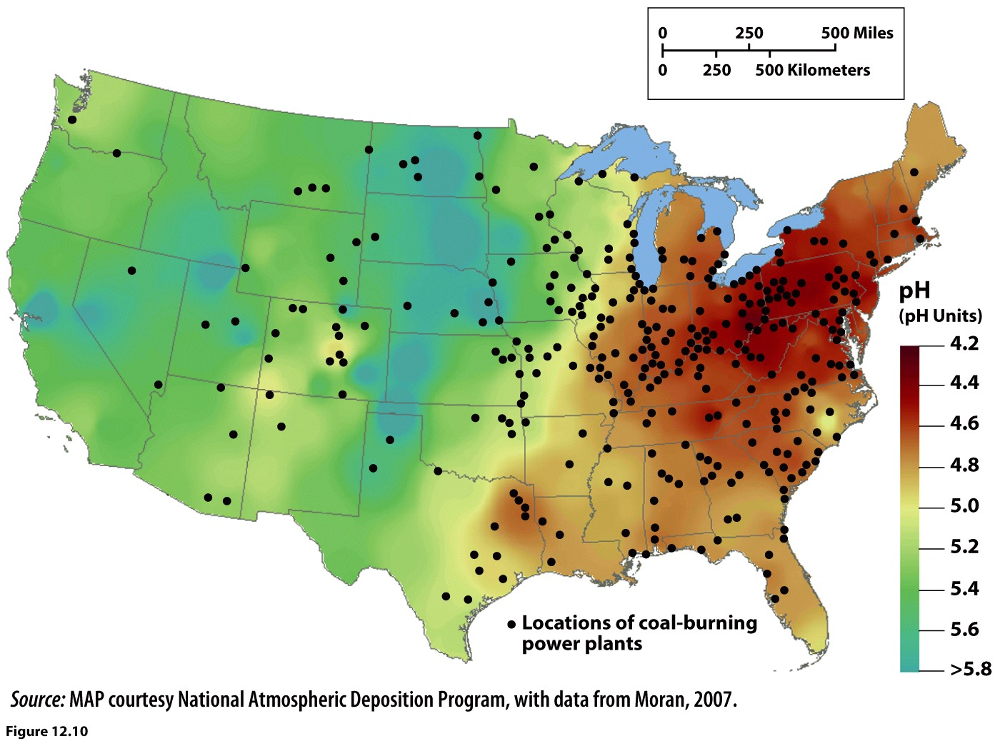 0 250 500 Miles
0 250 500 Kilometers
pH
(pH Units)
4.2
4.4
4.6
4.8
5.0
5.2
5.4
5.6
>5.8
Locations of coal-burning
power plants
Source: MAP courtesy National Atmospheric Deposition Program, with data from Moran, 2007.
Figure 12.10